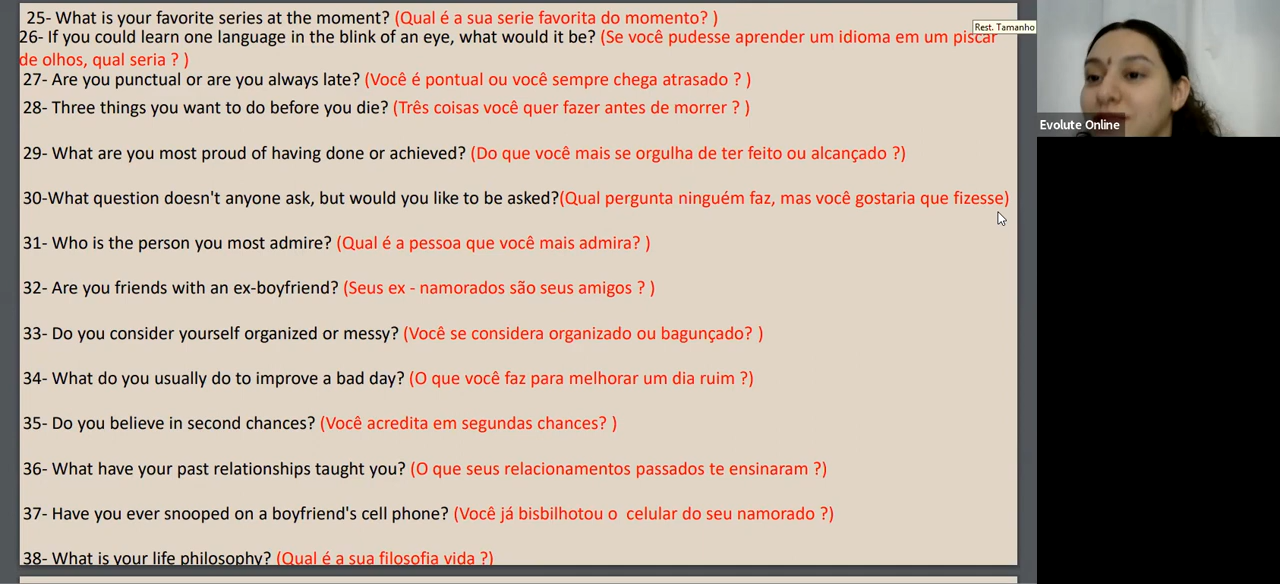 25- What is your favorite series at the moment? (Qual é a sua serie favorita do momento? )
26- If you could learn one language in the blink of an eye, what would it be? (Se você pudesse aprender um idioma em um piscar
de olhos, qual seria ? )
27- Are you punctual or are you always late? (Você é pontual ou você sempre chega atrasado ? )
28- Three things you want to do before you die? (Três coisas você quer fazer antes de morrer ? )
29- What are you most proud of having done or achieved? (Do que você mais se orgulha de ter feito ou alcançado ?)
30-What question doesn't anyone ask, but would you like to be asked?(Qual pergunta ninguém faz, mas você gostaria que fizesse)
31- Who is the person you most admire? (Qual é a pessoa que você mais admira? )
32- Are you friends with an ex-boyfriend? (Seus ex - namorados são seus amigos ? )
33- Do you consider yourself organized or messy? (Você se considera organizado ou bagunçado? )
34- What do you usually do to improve a bad day? (O que você faz para melhorar um dia ruim ?)
35- Do you believe in second chances? (Você acredita em segundas chances? )
36- What have your past relationships taught you? (O que seus relacionamentos passados te ensinaram ?)
37- Have you ever snooped on a boyfriend's cell phone? (Você já bisbilhotou o  celular do seu namorado ?)
38- What is your life philosophy? (Qual é a sua filosofia vida ?)
Rest. Tamanho
Evolute Online